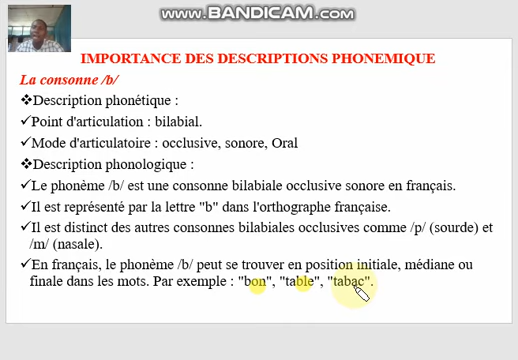 www.BANDICAM.com
IMPORTANCE DES DESCRIPTIONS PHONEMIQUE
La consonne /b/
❖Description phonétique :
✓Point d'articulation : bilabial.
✓Mode d'articulatoire : occlusive, sonore, Oral
❖Description phonologique :
✓Le phonème /b/ est une consonne bilabiale occlusive sonore en français.
✓Il est représenté par la lettre "b" dans l'orthographe française.
✓Il est distinct des autres consonnes bilabiales occlusives comme /p/ (sourde) et
/m/ (nasale).
✓En français, le phonème /b/ peut se trouver en position initiale, médiane ou
finale dans les mots. Par exemple : "bon", "table", "tabac".